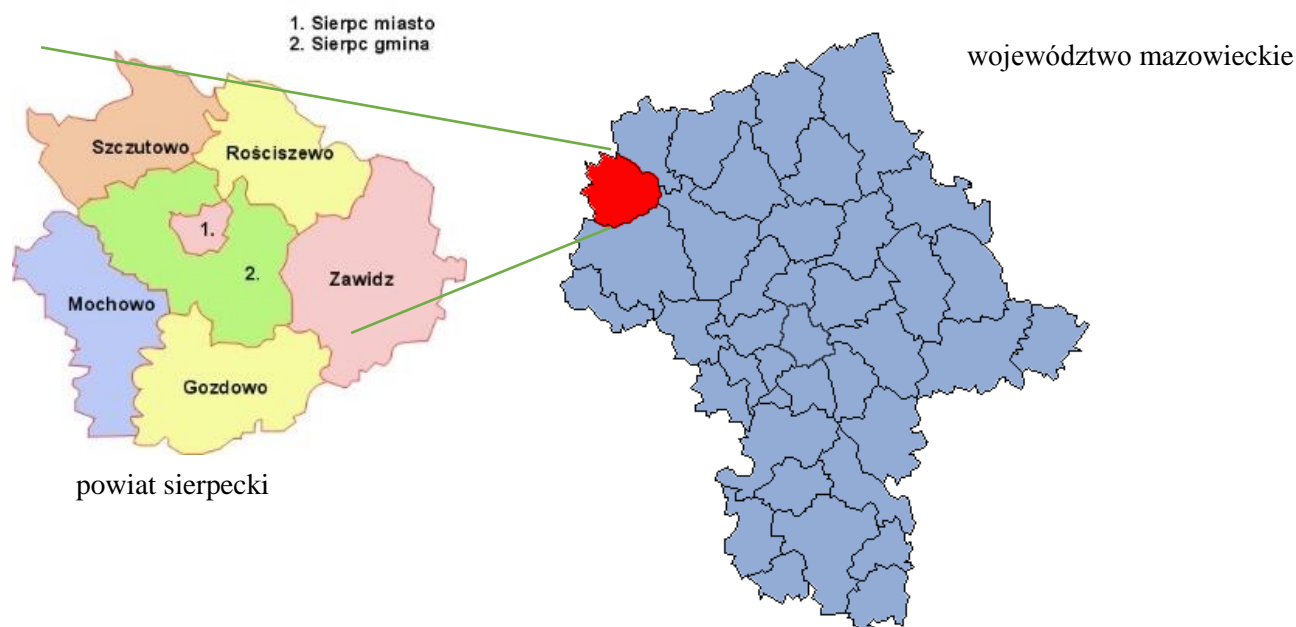 1. Sierpc miasto
2. Sierpc gmina
województwo mazowieckie
Szczutowo
Rościszewo
1.
2.
Zawidz
Mochowo
Gozdowo
powiat sierpecki